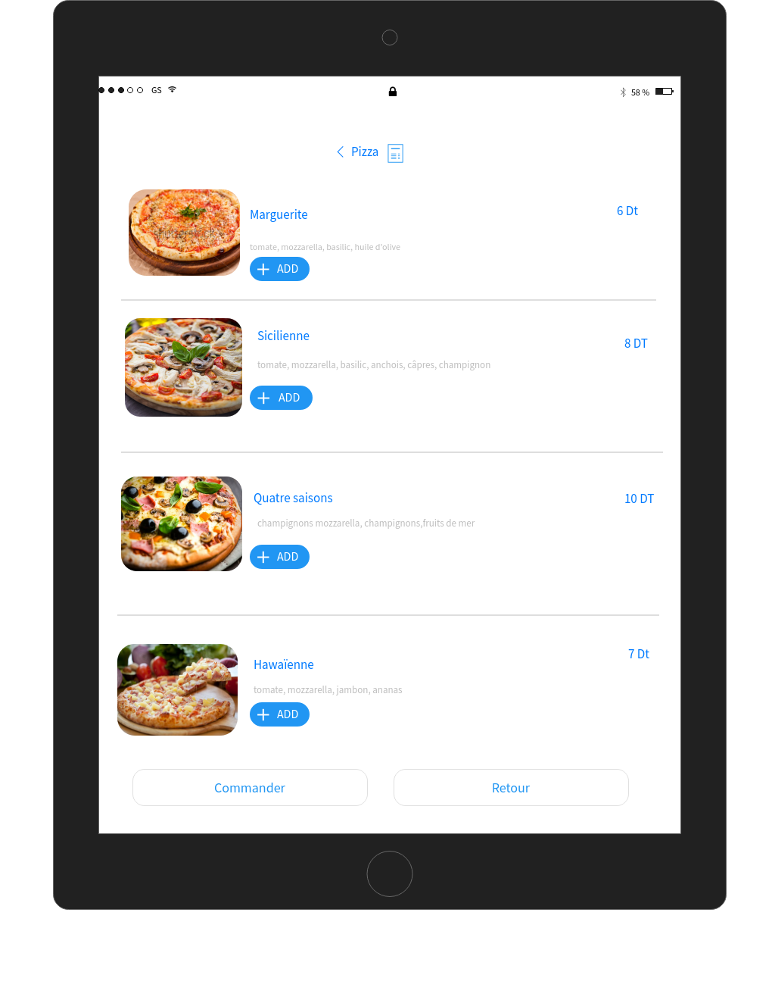 GS
58 %
Pizza
Marguerite
6 Dt
tomate, mozzarella, basilic, huile d'olive
ADD
Sicilienne
8 DT
tomate, mozzarella, basilic, anchois, câpres, champignon
ADD
Quatre saisons
10 DT
champignons mozzarella, champignons,fruits de mer
ADD
Hawaïenne
7 Dt
tomate, mozzarella, jambon, ananas
ADD
Commander
Retour